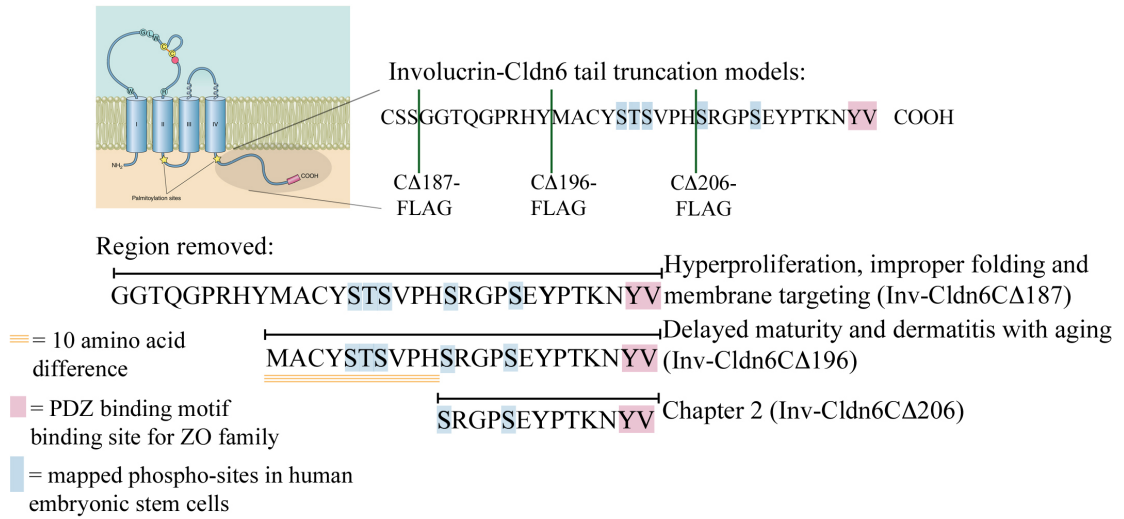 Involucrin-Cldn6 tail truncation models:
CSSGGTQGPRHYMACYSTSVPHSRGPSEYPTKNYV COOH
CΔ187-
FLAG
CΔ196-
FLAG
CΔ206-
FLAG
I
II
III
IV
NH₂
COOH
Palmitoylation sites
Region removed:
GGTQGPRHYMACYSTSVPHSRGPSEYPTKNYV
Hyperproliferation, improper folding and
membrane targeting (Inv-Cldn6CΔ187)
MACYSTSVPHSRGPSEYPTKNYV
Delayed maturity and dermatitis with aging
(Inv-Cldn6CΔ196)
SRGPSEYPTKNYV
Chapter 2 (Inv-Cldn6CΔ206)
= 10 amino acid
difference
= PDZ binding motif
binding site for ZO family
= mapped phospho-sites in human
embryonic stem cells